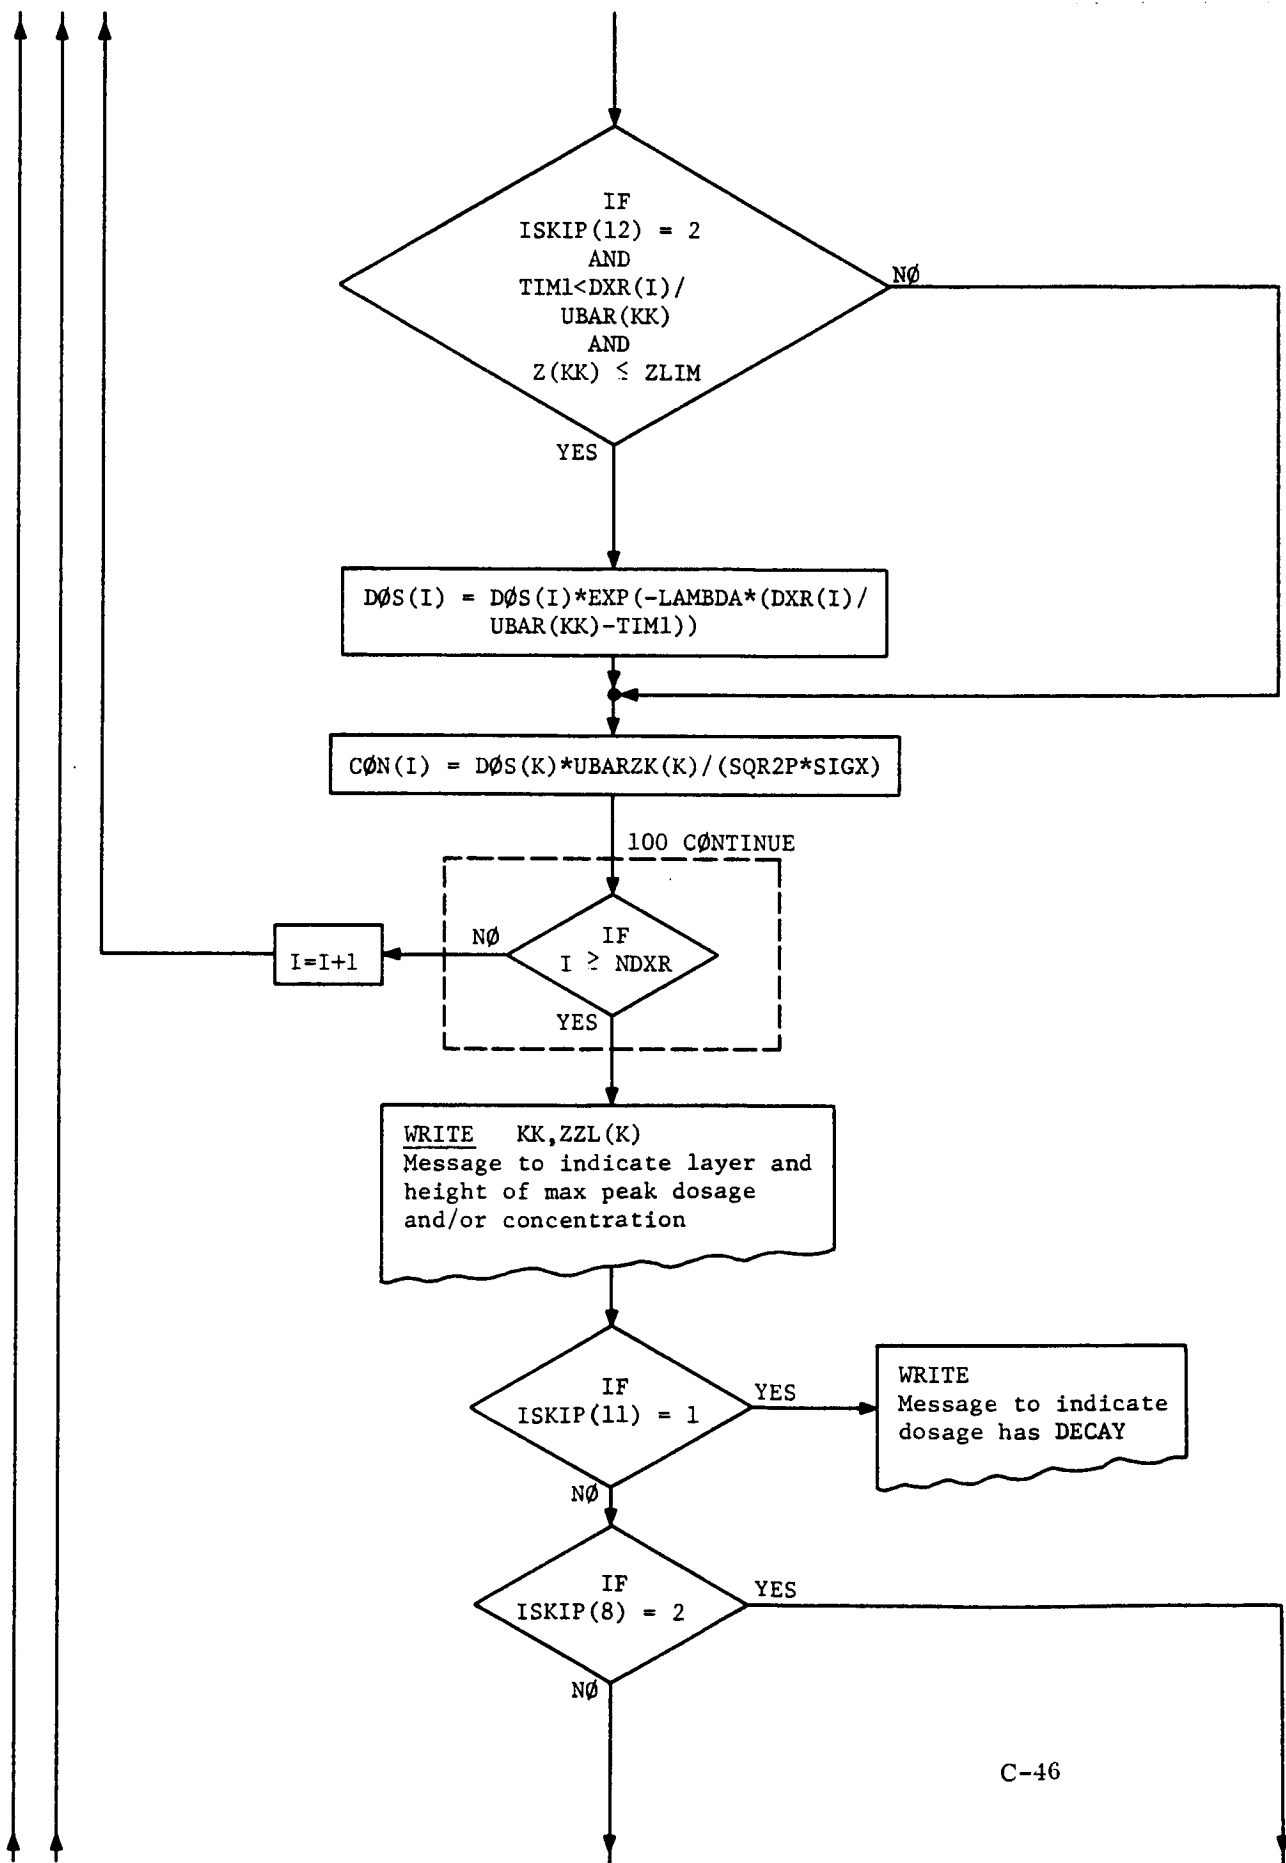 IF
ISKIP(12) = 2
AND
TIM1<DXR(I)/
UBAR(KK)
AND
Z(KK) ≤ ZLIM
NØ
YES
DØS(I) = DØS(I)*EXP(-LAMBDA*(DXR(I)/
UBAR(KK)-TIM1))
CØN(I) = DØS(K)*UBARZK(K)/(SQR2P*SIGX)
100 CØNTINUE
NØ
IF
I ≥ NDXR
I=I+1
YES
WRITE KK,ZZL(K)
Message to indicate layer and
height of max peak dosage
and/or concentration
IF
ISKIP(11) = 1
YES
WRITE
Message to indicate
dosage has DECAY
NØ
IF
ISKIP(8) = 2
YES
NØ
C-46